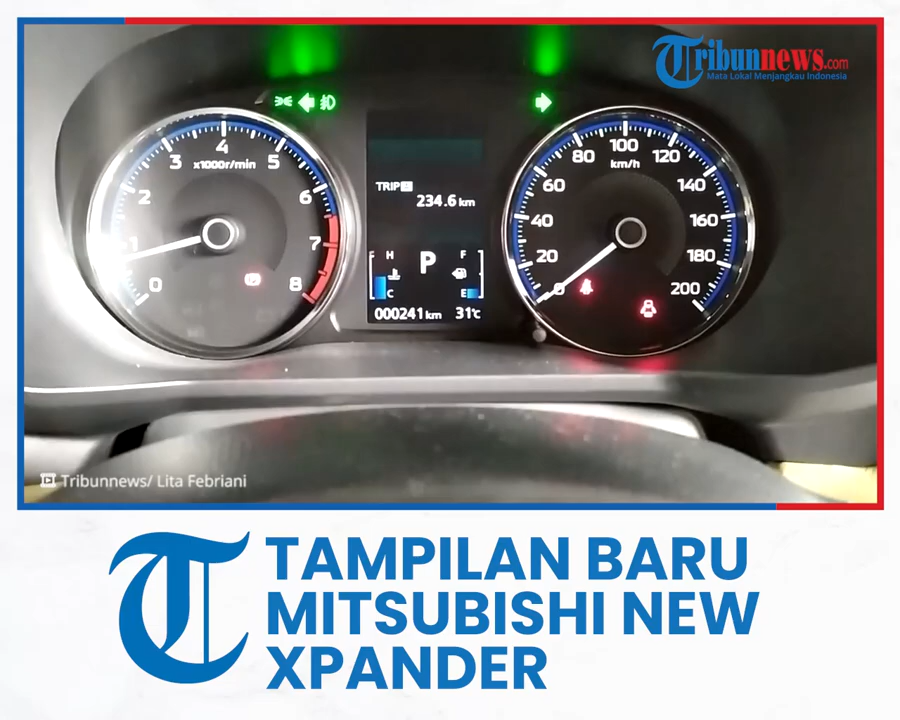 Tribunnews.com
Mata Lokal Menjangkau Indonesia
0
1
2
3
4
5
6
7
8
x1000r/min
TRIP A
234.6 km
H
F
P
C
E
000241 km
31°C
0
20
40
60
80
100
120
140
160
180
200
km/h
Tribunnews/ Lita Febriani
TAMPILAN BARU
MITSUBISHI NEW
XPANDER